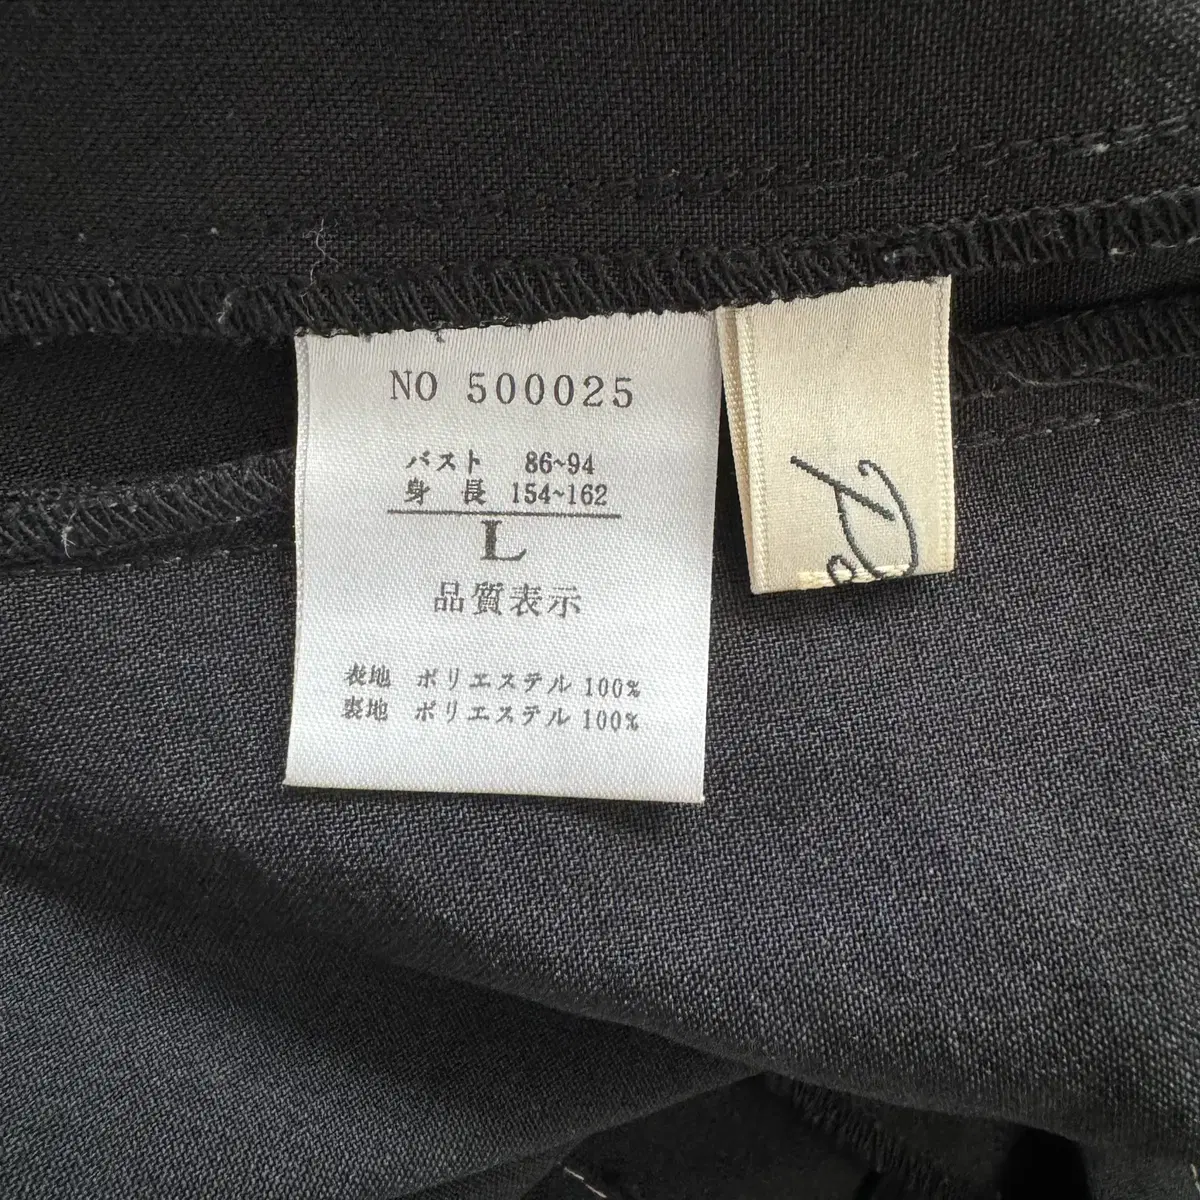 NO 500025
バスト 86~94
身長 154~162
L
品質表示
表地 ポリエステル 100%
裏地 ポリエステル 100%